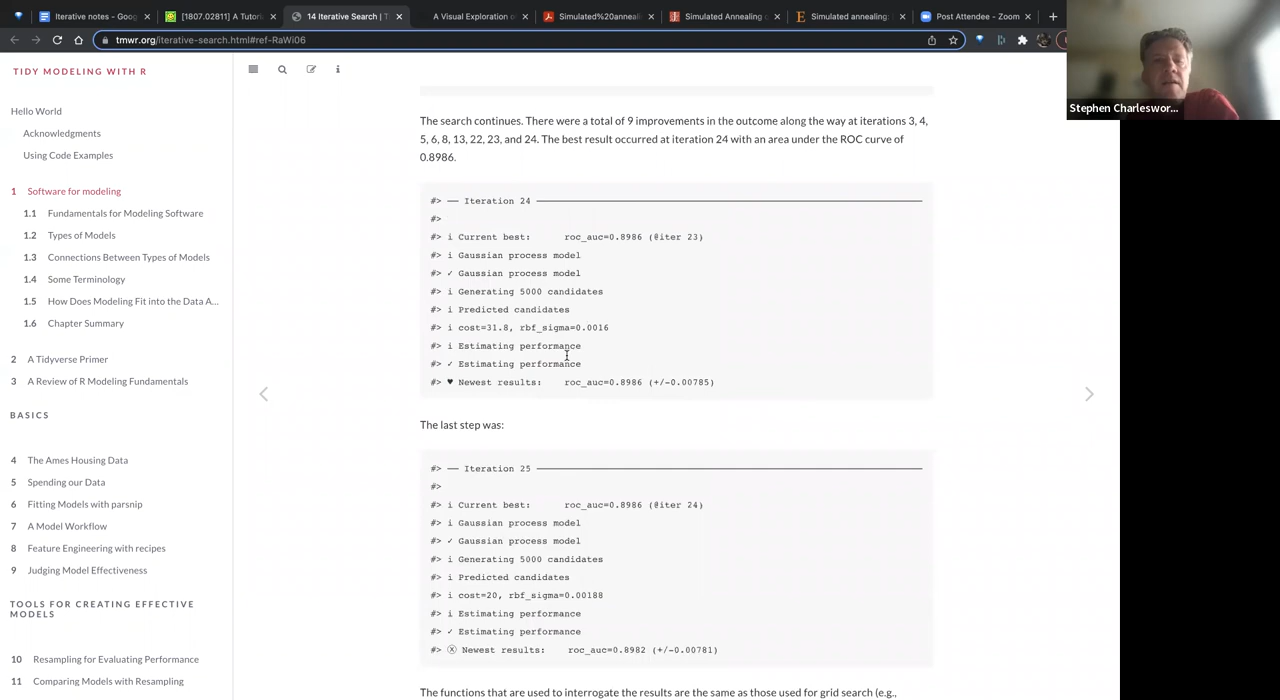 Iterative notes - Goog
[1807.02811] A Tutori
14 Iterative Search | T
A Visual Exploration o
Simulated%20anneal
Simulated Annealing c
Simulated annealing:
Post Attendee - Zoom
tmwr.org/iterative-search.html#ref-RaWi06
Stephen Charleswor...
TIDY MODELING WITH R
Hello World
Acknowledgments
Using Code Examples
1 Software for modeling
1.1 Fundamentals for Modeling Software
1.2 Types of Models
1.3 Connections Between Types of Models
1.4 Some Terminology
1.5 How Does Modeling Fit into the Data A...
1.6 Chapter Summary
2 A Tidyverse Primer
3 A Review of R Modeling Fundamentals
BASICS
4 The Ames Housing Data
5 Spending our Data
6 Fitting Models with parsnip
7 A Model Workflow
8 Feature Engineering with recipes
9 Judging Model Effectiveness
TOOLS FOR CREATING EFFECTIVE
MODELS
10 Resampling for Evaluating Performance
11 Comparing Models with Resampling
The search continues. There were a total of 9 improvements in the outcome along the way at iterations 3, 4,
5, 6, 8, 13, 22, 23, and 24. The best result occurred at iteration 24 with an area under the ROC curve of
0.8986.
#> ── Iteration 24 ──────────────────────
#>
#> i Current best: roc_auc=0.8986 (@iter 23)
#> i Gaussian process model
#> ✓ Gaussian process model
#> i Generating 5000 candidates
#> i Predicted candidates
#> i cost=31.8, rbf_sigma=0.0016
#> i Estimating performance
#> ✓ Estimating performance
#> ♥ Newest results: roc_auc=0.8986 (+/-0.00785)
The last step was:
#> ── Iteration 25 ──────────────────────
#>
#> i Current best: roc_auc=0.8986 (@iter 24)
#> i Gaussian process model
#> ✓ Gaussian process model
#> i Generating 5000 candidates
#> i Predicted candidates
#> i cost=20, rbf_sigma=0.00188
#> i Estimating performance
#> ✓ Estimating performance
#> ⓧ Newest results: roc_auc=0.8982 (+/-0.00781)
The functions that are used to interrogate the results are the same as those used for grid search (e.g.,